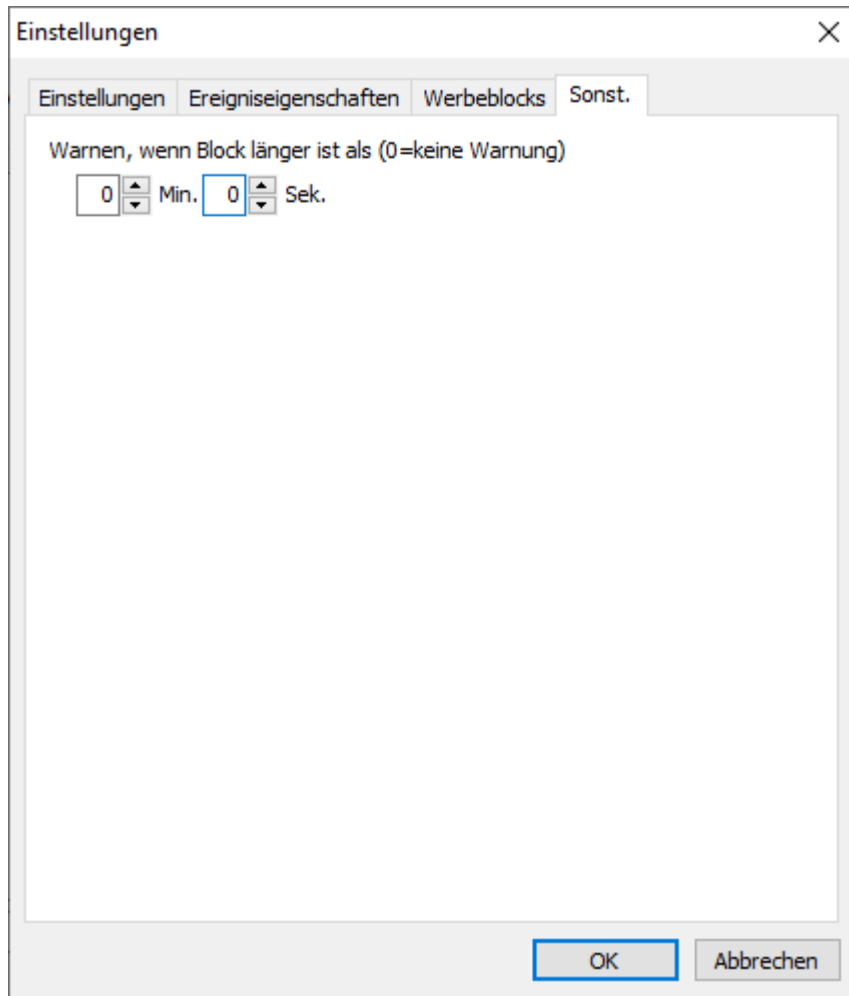 Einstellungen
Einstellungen Ereigniseigenschaften Werbeblocks Sonst.
Warnen, wenn Block länger ist als (0=keine Warnung)
0 Min. 0 Sek.
OK Abbrechen